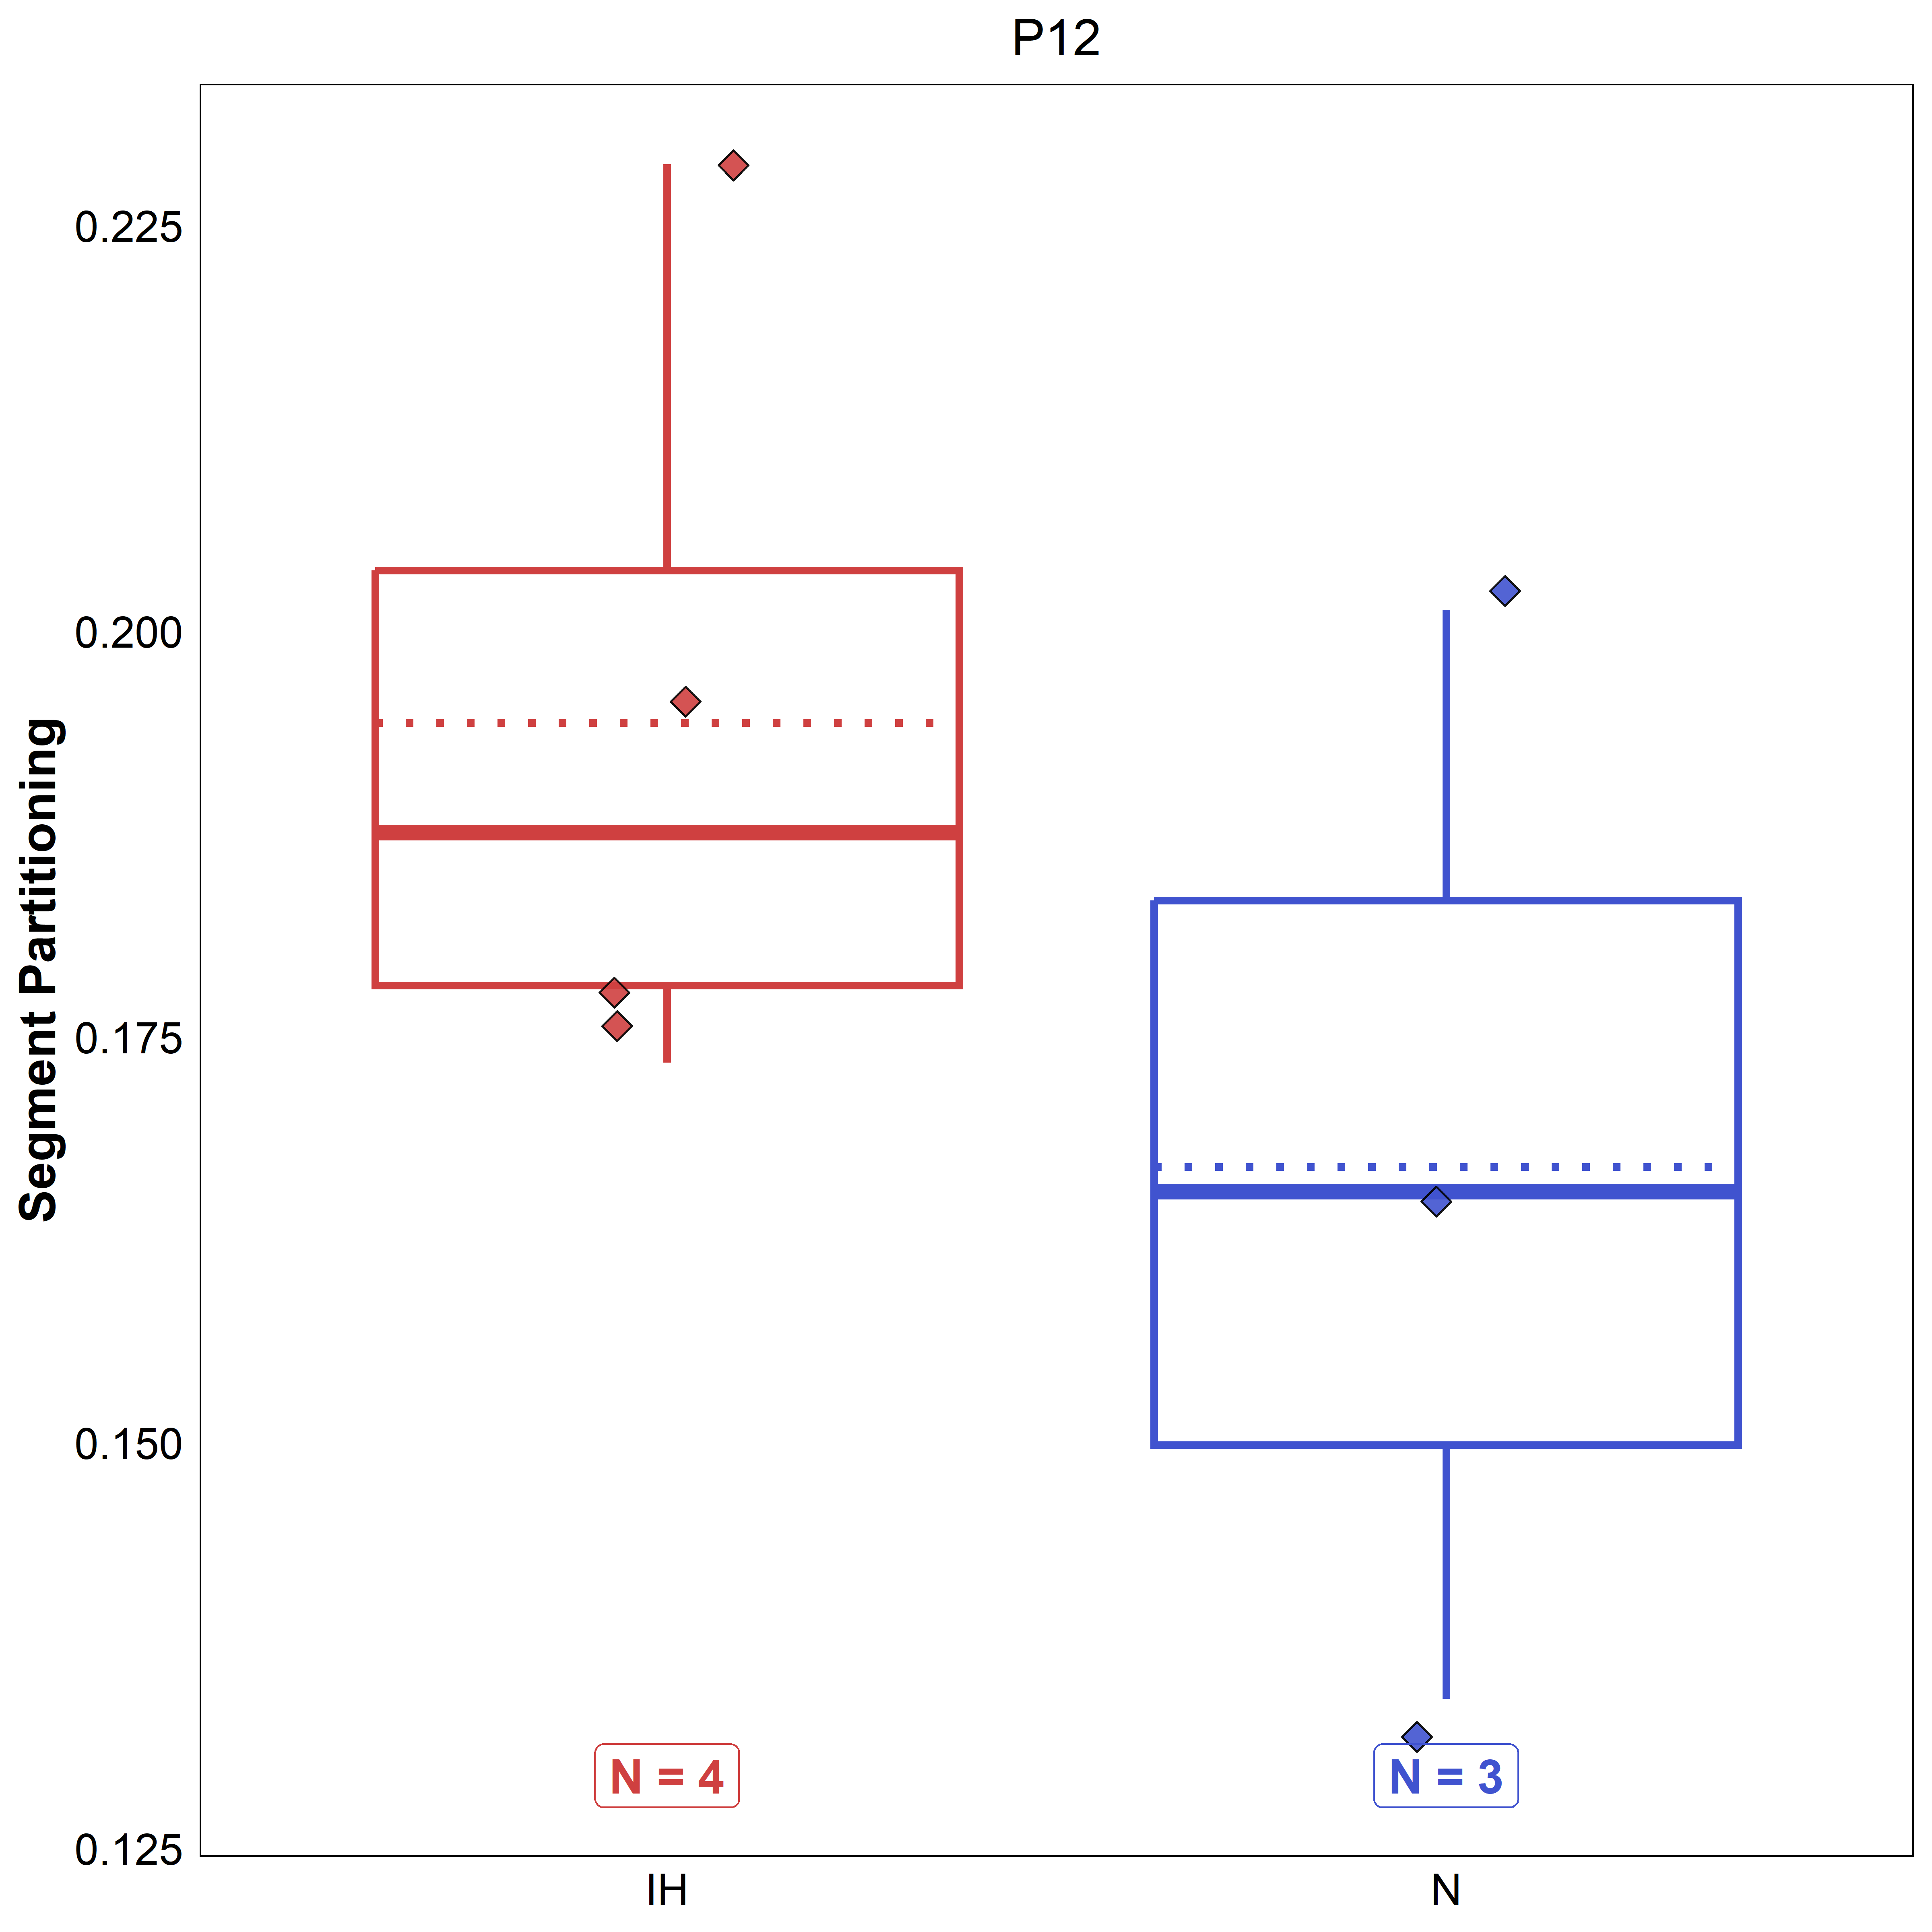 P12
Segment Partitioning
0.225
0.200
0.175
0.150
0.125
N = 4
N = 3
IH
N